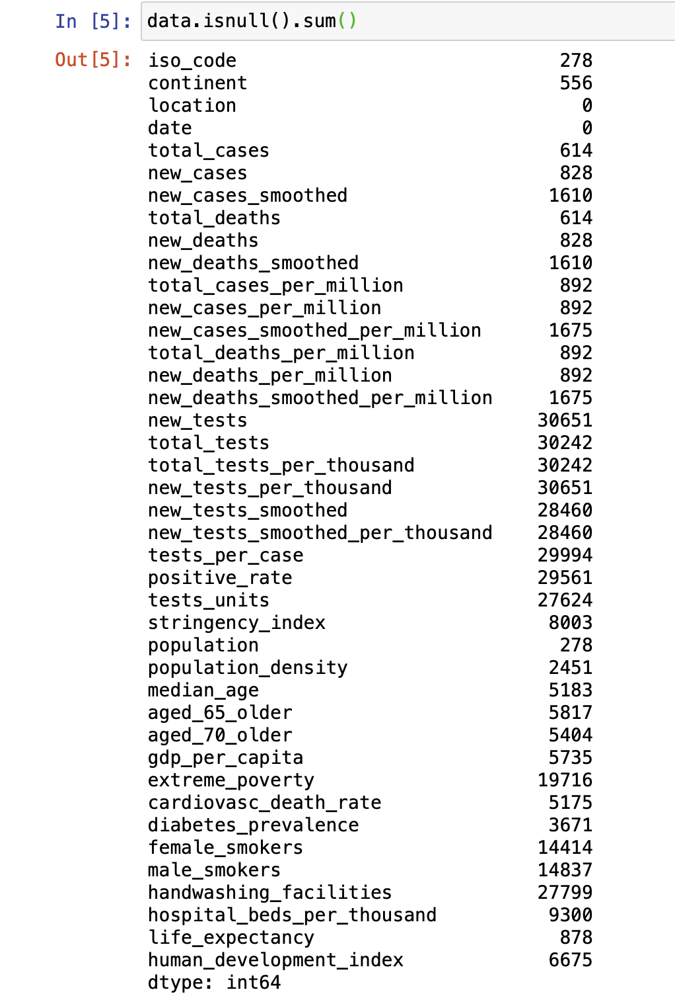 In [5]: data.isnull().sum()
Out[5]: iso_code 278
continent 556
location 0
date 0
total_cases 614
new_cases 828
new_cases_smoothed 1610
total_deaths 614
new_deaths 828
new_deaths_smoothed 1610
total_cases_per_million 892
new_cases_per_million 892
new_cases_smoothed_per_million 1675
total_deaths_per_million 892
new_deaths_per_million 892
new_deaths_smoothed_per_million 1675
new_tests 30651
total_tests 30242
total_tests_per_thousand 30242
new_tests_per_thousand 30651
new_tests_smoothed 28460
new_tests_smoothed_per_thousand 28460
tests_per_case 29994
positive_rate 29561
tests_units 27624
stringency_index 8003
population 278
population_density 2451
median_age 5183
aged_65_older 5817
aged_70_older 5404
gdp_per_capita 5735
extreme_poverty 19716
cardiovasc_death_rate 5175
diabetes_prevalence 3671
female_smokers 14414
male_smokers 14837
handwashing_facilities 27799
hospital_beds_per_thousand 9300
life_expectancy 878
human_development_index 6675
dtype: int64